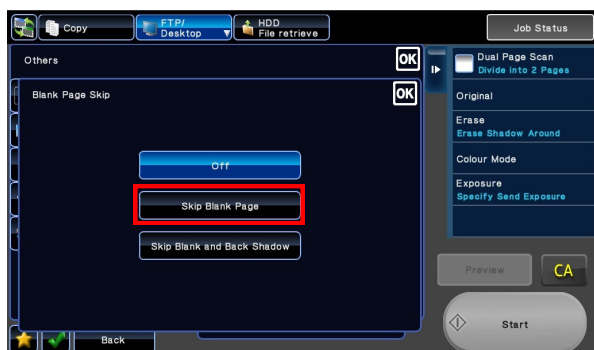 Copy
FTP/
Desktop
HDD
File retrieve
Job Status
Others
OK
Blank Page Skip
OK
Off
Skip Blank Page
Skip Blank and Back Shadow
Back
Dual Page Scan
Divide into 2 Pages
Original
Erase
Erase Shadow Around
Colour Mode
Exposure
Specify Send Exposure
Preview
CA
Start